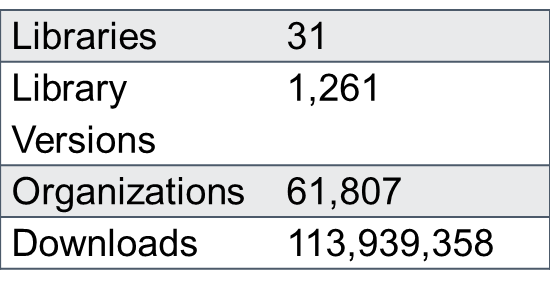 Libraries 31
Library 1,261
Versions
Organizations 61,807
Downloads 113,939,358